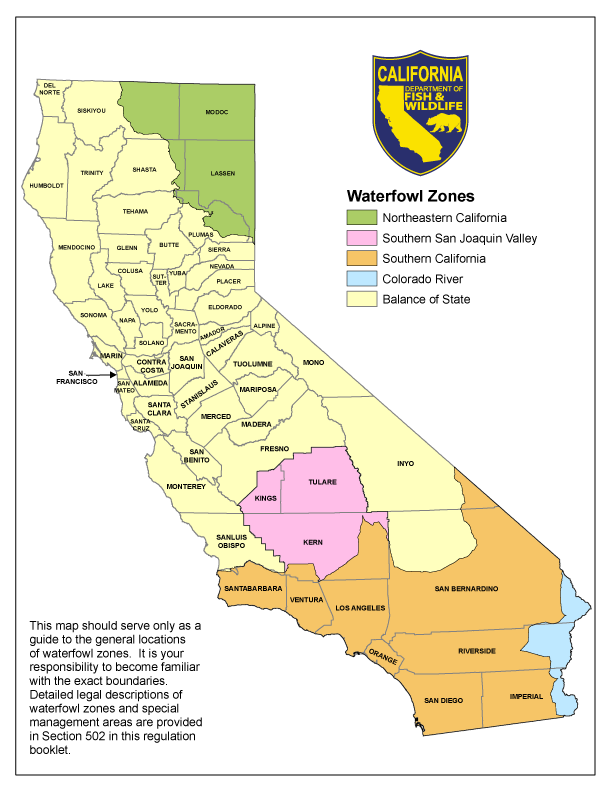 CALIFORNIA
DEPARTMENT OF
FISH &
WILDLIFE
Waterfowl Zones
Northeastern California
Southern San Joaquin Valley
Southern California
Colorado River
Balance of State
DEL
NORTE
SISKIYOU
MODOC
HUMBOLDT
TRINITY
SHASTA
LASSEN
TEHAMA
PLUMAS
MENDOCINO
GLENN
BUTTE
SIERRA
NEVADA
COLUSA
SUT-
TER
YUBA
PLACER
LAKE
SONOMA
NAPA
YOLO
ELDORADO
SACRA-
MENTO
AMADOR
ALPINE
SOLANO
MARIN
CONTRA
COSTA
SAN
JOAQUIN
CALAVERAS
TUOLUMNE
MONO
SAN
FRANCISCO
SAN
MATEO
ALAMEDA
STANISLAUS
MARIPOSA
SANTA
CLARA
MERCED
MADERA
SANTA
CRUZ
SAN
BENITO
FRESNO
INYO
MONTEREY
KINGS
TULARE
SANLUIS
OBISPO
KERN
SANTABARBARA
VENTURA
LOS ANGELES
SAN BERNARDINO
ORANGE
RIVERSIDE
SAN DIEGO
IMPERIAL
This map should serve only as a
guide to the general locations
of waterfowl zones.  It is your
responsibility to become familiar
with the exact boundaries.
Detailed legal descriptions of
waterfowl zones and special
management areas are provided
in Section 502 in this regulation
booklet.